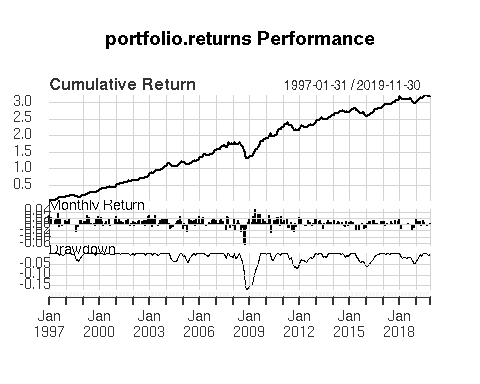 portfolio.returns Performance
Cumulative Return 1997-01-31 / 2019-11-30
3.0
2.5
2.0
1.5
1.0
0.5
Monthly Return
Drawdown
-0.05
-0.15
Jan Jan Jan Jan Jan Jan Jan Jan
1997 2000 2003 2006 2009 2012 2015 2018